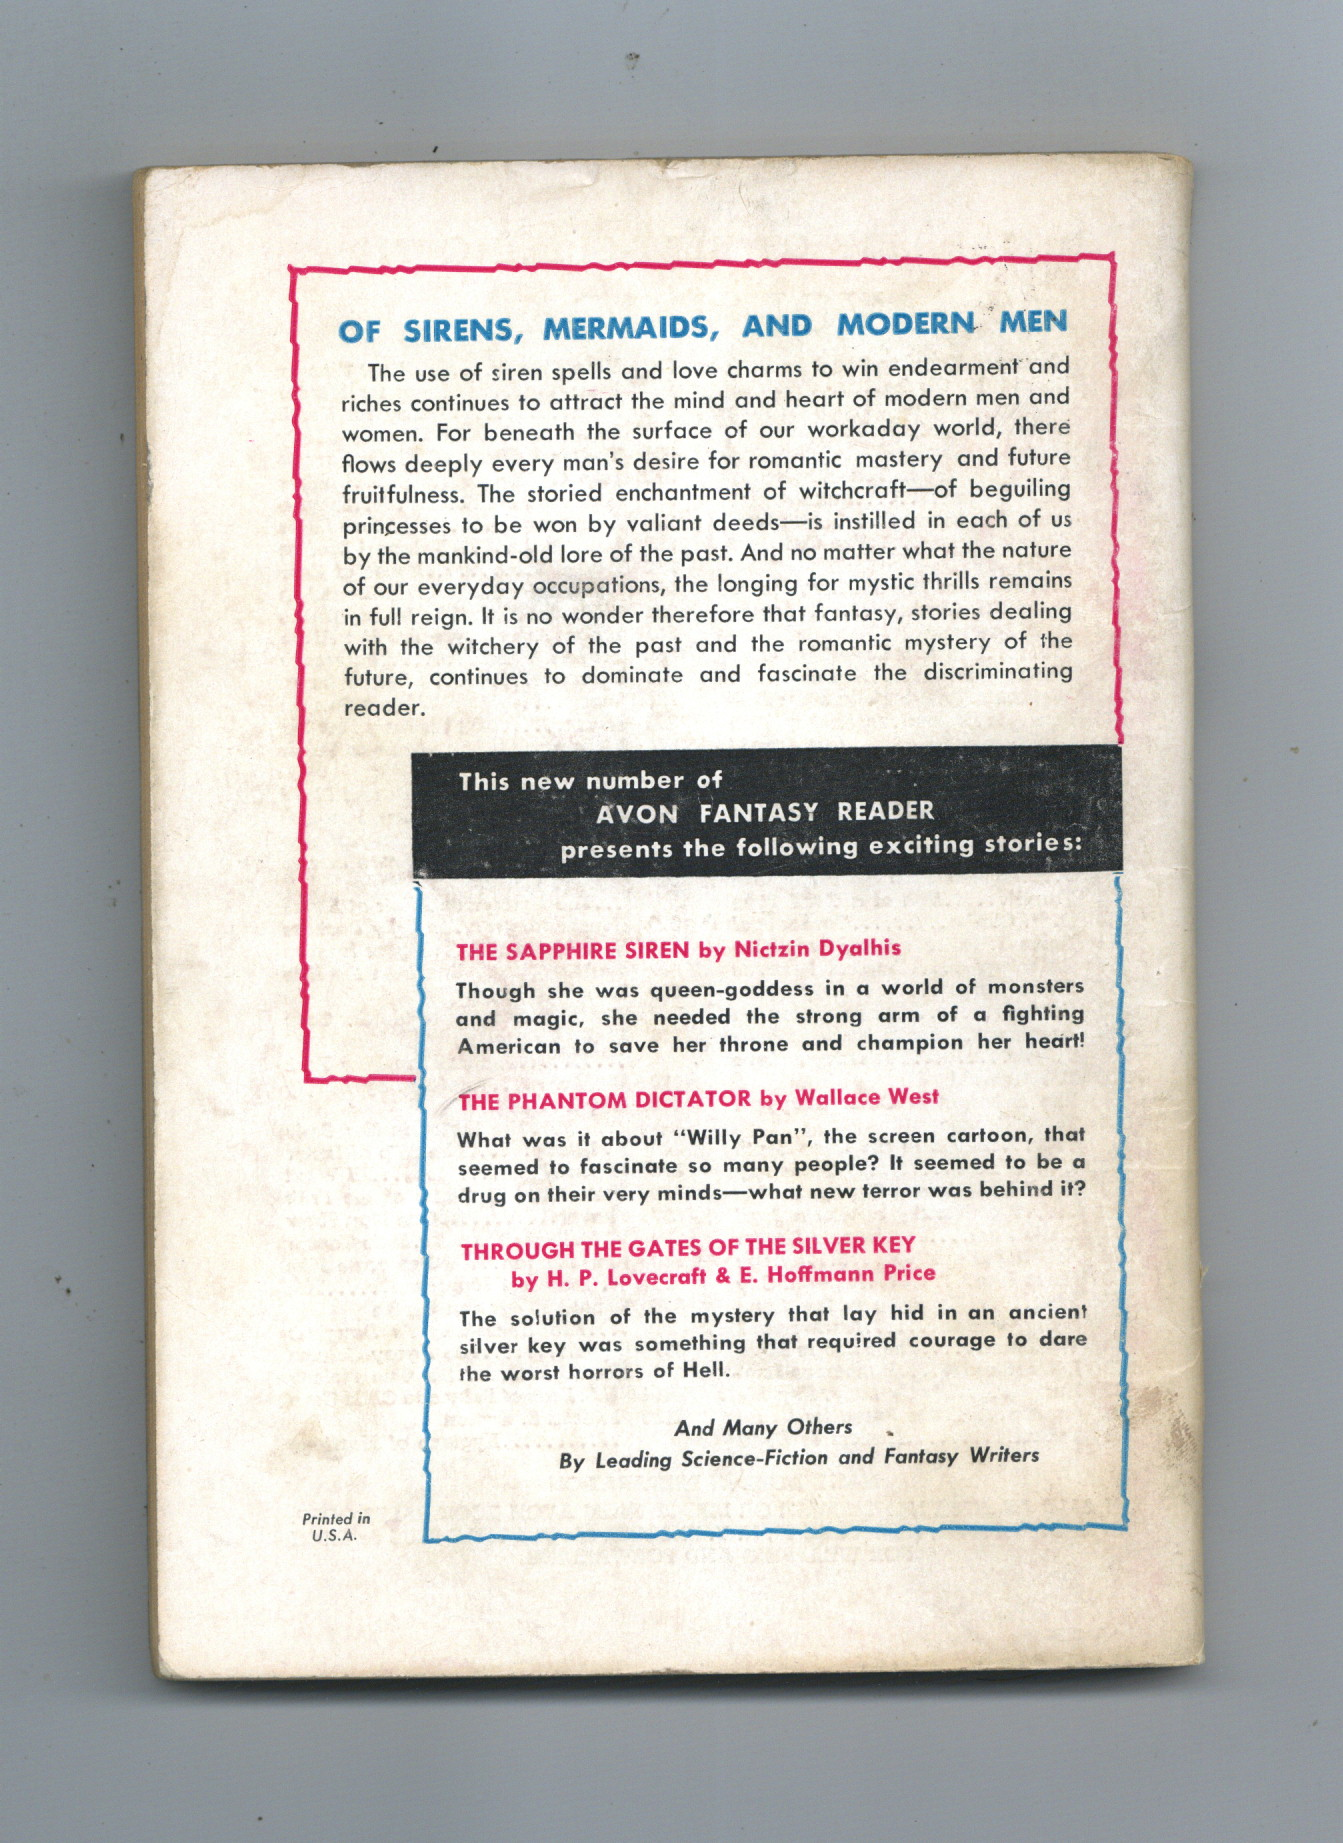 OF SIRENS, MERMAIDS, AND MODERN MEN
The use of siren spells and love charms to win endearment and
riches continues to attract the mind and heart of modern men and
women. For beneath the surface of our workaday world, there
flows deeply every man's desire for romantic mastery and future
fruitfulness. The storied enchantment of witchcraft—of beguiling
princesses to be won by valiant deeds—is instilled in each of us
by the mankind-old lore of the past. And no matter what the nature
of our everyday occupations, the longing for mystic thrills remains
in full reign. It is no wonder therefore that fantasy, stories dealing
with the witchery of the past and the romantic mystery of the
future, continues to dominate and fascinate the discriminating
reader.
This new number of
AVON FANTASY READER
presents the following exciting stories:
THE SAPPHIRE SIREN by Nictzin Dyalhis
Though she was queen-goddess in a world of monsters
and magic, she needed the strong arm of a fighting
American to save her throne and champion her heart!
THE PHANTOM DICTATOR by Wallace West
What was it about "Willy Pan", the screen cartoon, that
seemed to fascinate so many people? It seemed to be a
drug on their very minds—what new terror was behind it?
THROUGH THE GATES OF THE SILVER KEY
by H. P. Lovecraft & E. Hoffmann Price
The solution of the mystery that lay hid in an ancient
silver key was something that required courage to dare
the worst horrors of Hell.
And Many Others
By Leading Science-Fiction and Fantasy Writers
Printed in
U.S.A.